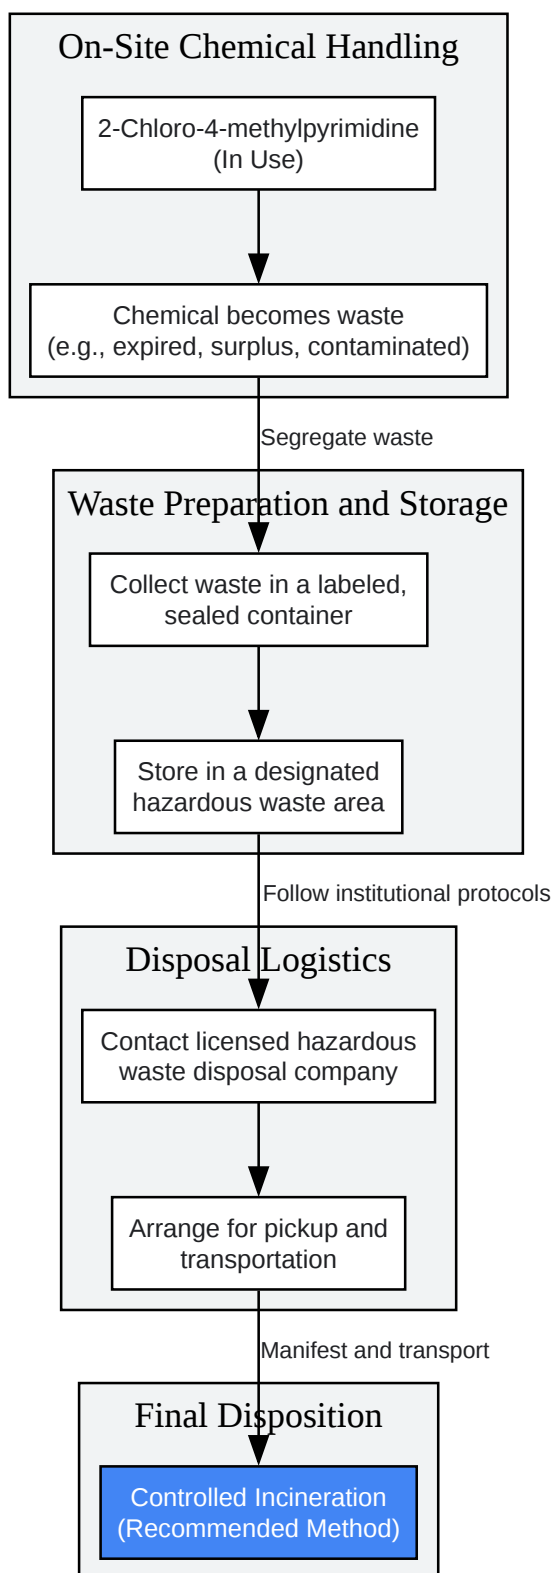 On-Site Chemical Handling
2-Chloro-4-methylpyrimidine
(In Use)
Chemical becomes waste
(e.g., expired, surplus, contaminated)
Segregate waste
Waste Preparation and Storage
Collect waste in a labeled,
sealed container
Store in a designated
hazardous waste area
Follow institutional protocols
Disposal Logistics
Contact licensed hazardous
waste disposal company
Arrange for pickup and
transportation
Manifest and transport
Final Disposition
Controlled Incineration
(Recommended Method)